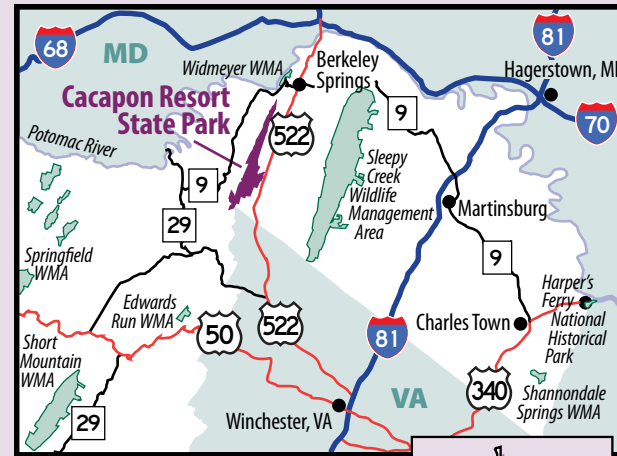 68
MD
81
Widmeyer WMA
Berkeley
Springs
Hagerstown, M
Cacapon Resort
State Park
70
Potomac River
522
9
Sleepy
Creek
Wildlife
Management
Area
9
29
Martinsburg
Springfield
WMA
9
Harper's
Ferry
National
Historical
Park
Edwards
Run WMA
50
522
81
Charles Town
Short
Mountain
WMA
VA
340
Shannondale
Springs WMA
29
Winchester, VA